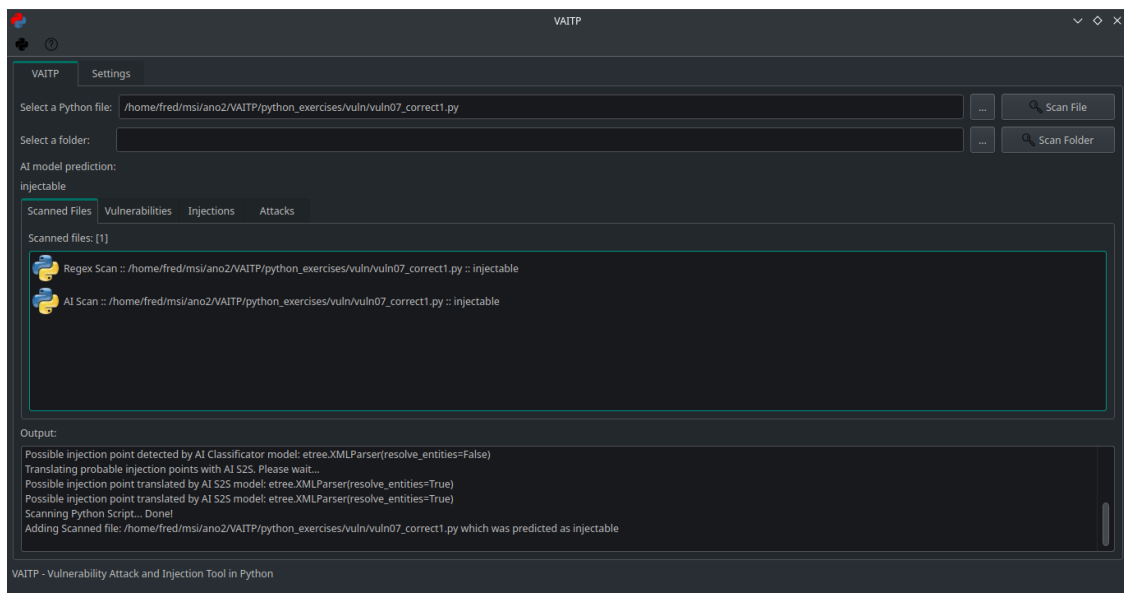 VAITP
VAITP Settings
Select a Python file: /home/fred/msi/ano2/VAITP/python_exercises/vuln/vuln07_correct1.py ... Scan File
Select a folder: ... Scan Folder
AI model prediction:
injectable
Scanned Files Vulnerabilities Injections Attacks
Scanned files: [1]
Regex Scan :: /home/fred/msi/ano2/VAITP/python_exercises/vuln/vuln07_correct1.py :: injectable
AI Scan :: /home/fred/msi/ano2/VAITP/python_exercises/vuln/vuln07_correct1.py :: injectable
Output:
Possible injection point detected by AI Classificator model: etree.XMLParser(resolve_entities=False)
Translating probable injection points with AI S2S. Please wait...
Possible injection point translated by AI S2S model: etree.XMLParser(resolve_entities=True)
Possible injection point translated by AI S2S model: etree.XMLParser(resolve_entities=True)
Scanning Python Script... Done!
Adding Scanned file: /home/fred/msi/ano2/VAITP/python_exercises/vuln/vuln07_correct1.py which was predicted as injectable
VAITP - Vulnerability Attack and Injection Tool in Python